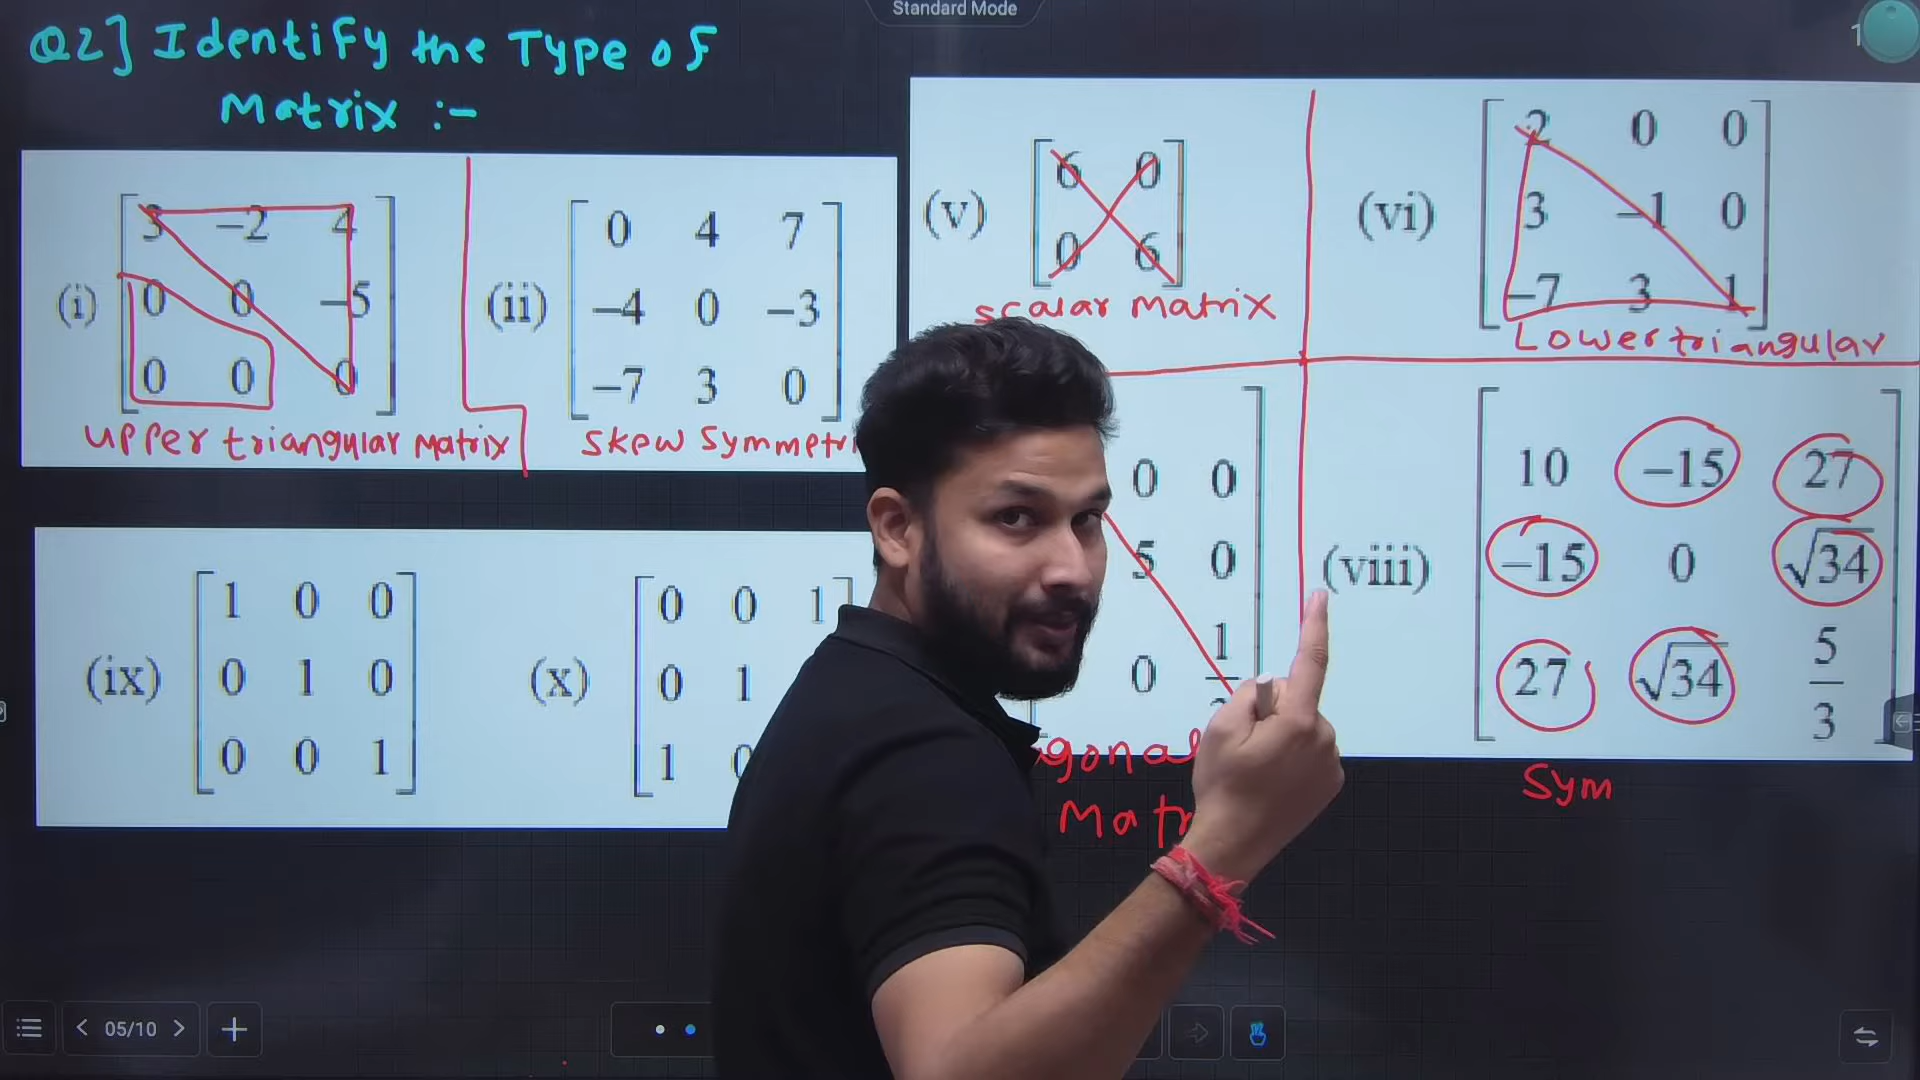 Standard Mode
Q2] Identify the Type of
Matrix :-
(i)
3 -2 4
0 0 -5
0 0 0
Upper triangular Matrix
(ii)
0 4 7
-4 0 -3
-7 3 0
Skew
(v)
6 0
0 6
scalar Matrix
(vi)
2 0 0
3 -1 0
-7 3 1
Lower triangular
0 0
5 0
0 1
Matr
(viii)
10 -15 27
-15 0 √34
27 √34 5/3
Sym
(ix)
1 0 0
0 1 0
0 0 1
(x)
0 0 1
0 1
1 0
05/10